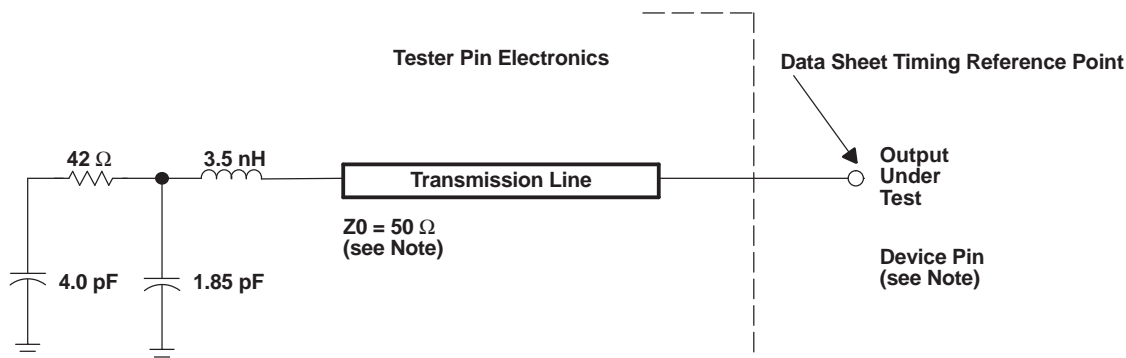 Tester Pin Electronics
Data Sheet Timing Reference Point
42 Ω
3.5 nH
Transmission Line
Output
Under
Test
Z0 = 50 Ω
(see Note)
Device Pin
(see Note)
4.0 pF
1.85 pF